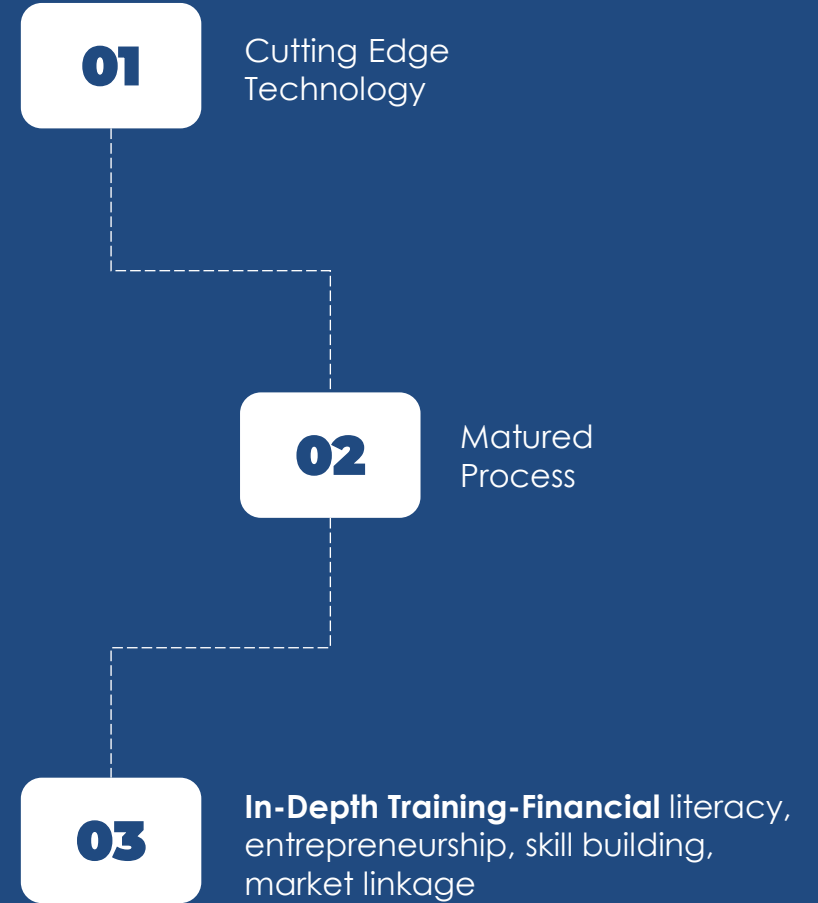 01
Cutting Edge
Technology
02
Matured
Process
03
In-Depth Training-Financial literacy,
entrepreneurship, skill building,
market linkage